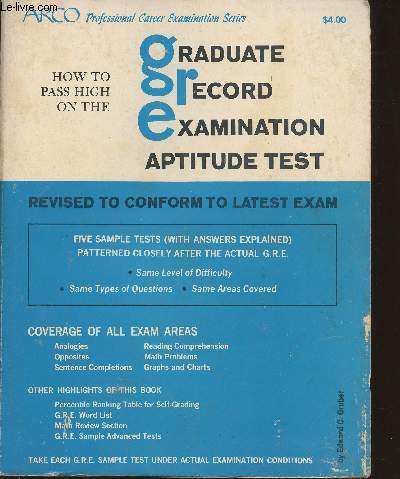 Le-livre.com
ARCO Professional Career Examination Series
$4.00
HOW TO
PASS HIGH
ON THE
gRADUATE
rECORD
eXAMINATION
APTITUDE TEST
REVISED TO CONFORM TO LATEST EXAM
FIVE SAMPLE TESTS (WITH ANSWERS EXPLAINED)
PATTERNED CLOSELY AFTER THE ACTUAL G.R.E.
• Same Level of Difficulty
• Same Types of Questions • Same Areas Covered
COVERAGE OF ALL EXAM AREAS
Analogies
Opposites
Sentence Completions
Reading Comprehension
Math Problems
Graphs and Charts
OTHER HIGHLIGHTS OF THIS BOOK
Percentile Ranking Table for Self-Grading
G.R.E. Word List
Math Review Section
G.R.E. Sample Advanced Tests
TAKE EACH G.R.E. SAMPLE TEST UNDER ACTUAL EXAMINATION CONDITIONS
by Edward C. Gruber